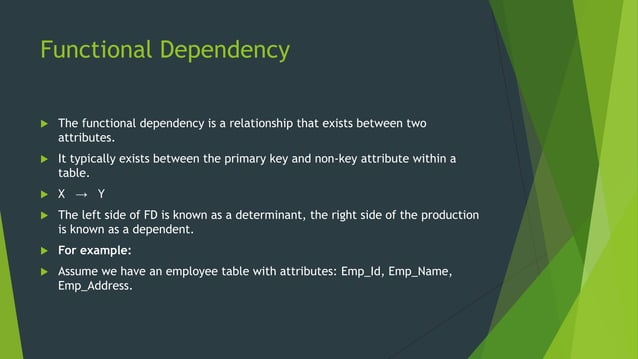 Functional Dependency
The functional dependency is a relationship that exists between two
attributes.
It typically exists between the primary key and non-key attribute within a
table.
X → Y
The left side of FD is known as a determinant, the right side of the production
is known as a dependent.
For example:
Assume we have an employee table with attributes: Emp_Id, Emp_Name,
Emp_Address.